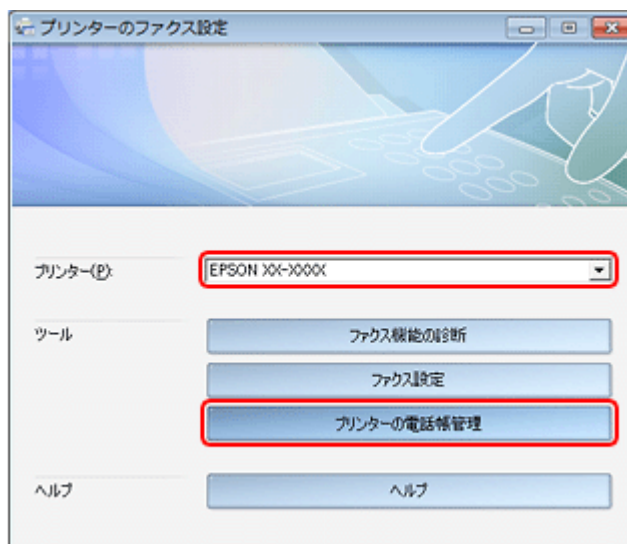 プリンターのファクス設定
プリンター(P):
EPSON XX-XXXX
ツール
ファクス機能の診断
ファクス設定
プリンターの電話帳管理
ヘルプ
ヘルプ